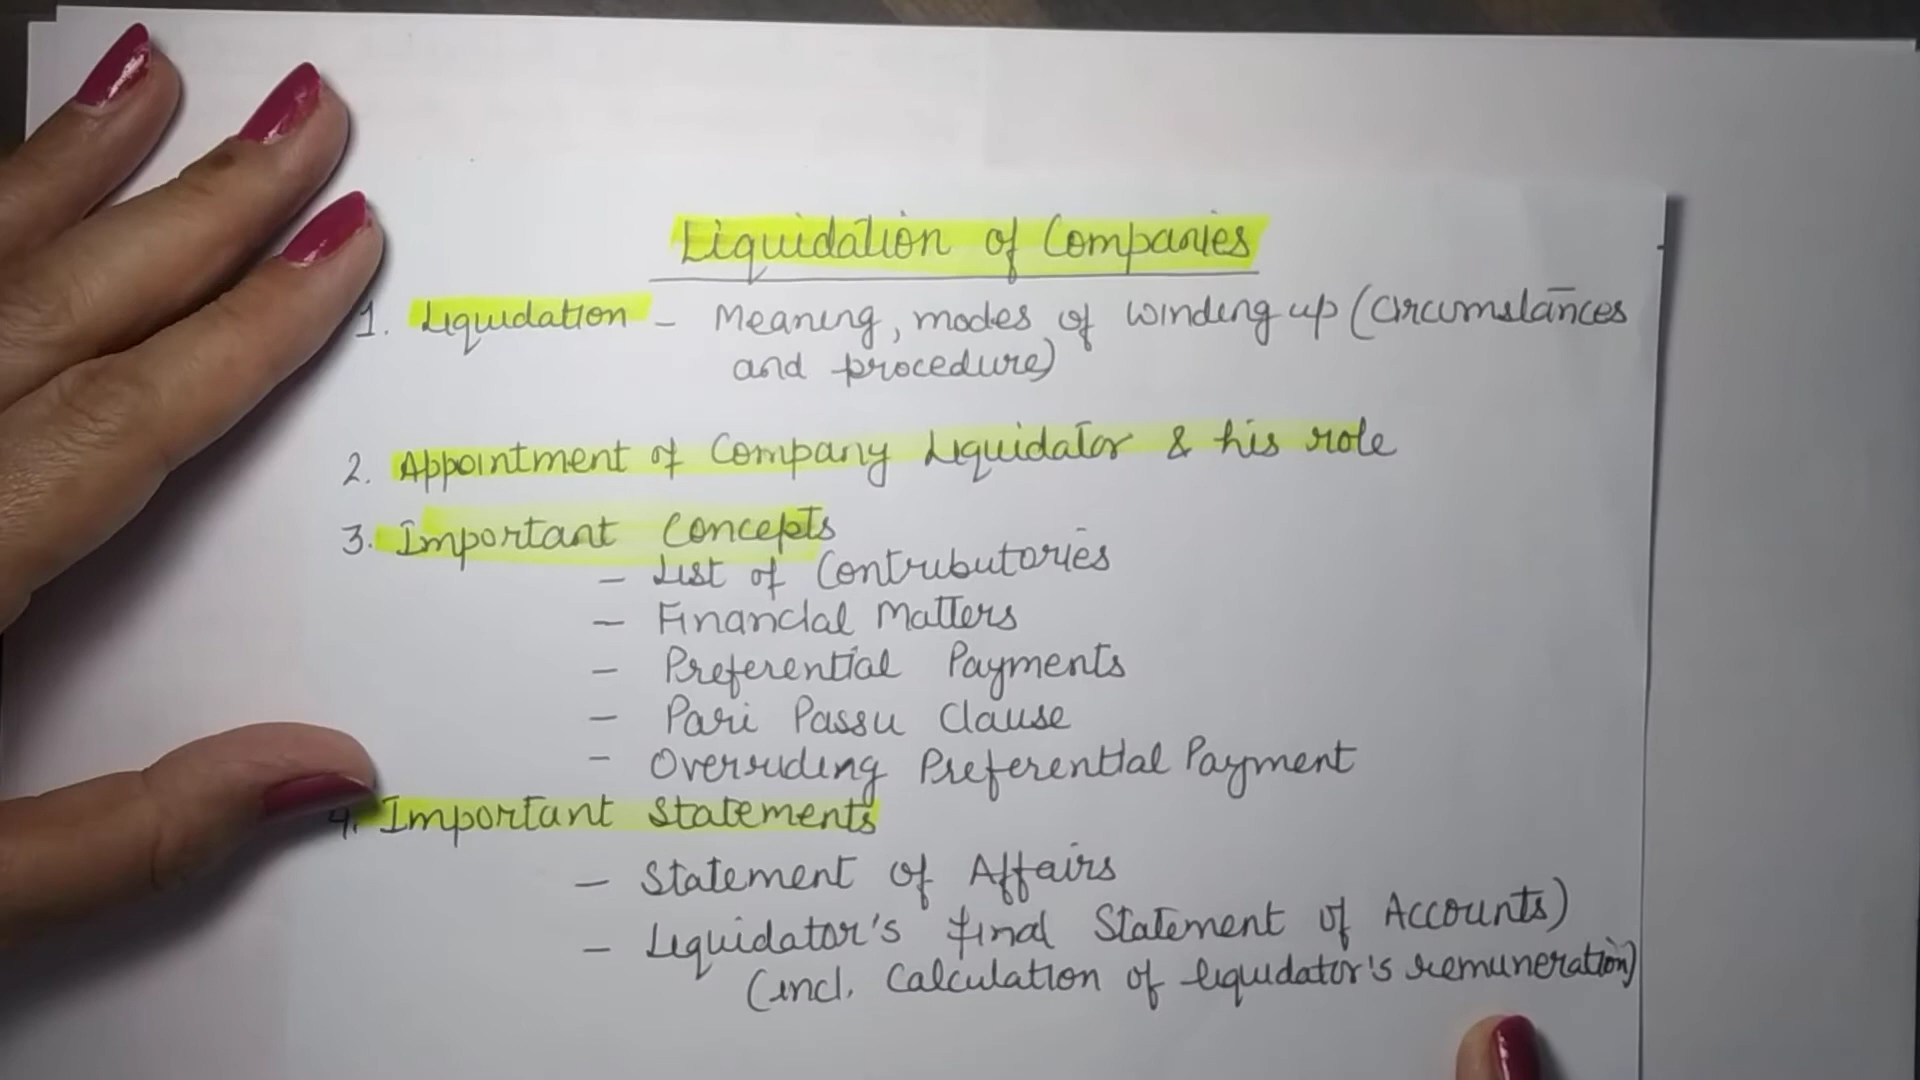 Liquidation of Companies
1. Liquidation - Meaning, modes of winding up (circumstances
and procedure)
2. Appointment of Company Liquidator & his role
3. Important Concepts
- List of Contributories
- Financial Matters
- Preferential Payments
- Pari Passu Clause
- Overriding Preferential Payment
4. Important Statements
- Statement of Affairs
- Liquidator's final Statement of Accounts)
(incl. Calculation of liquidator's remuneration)